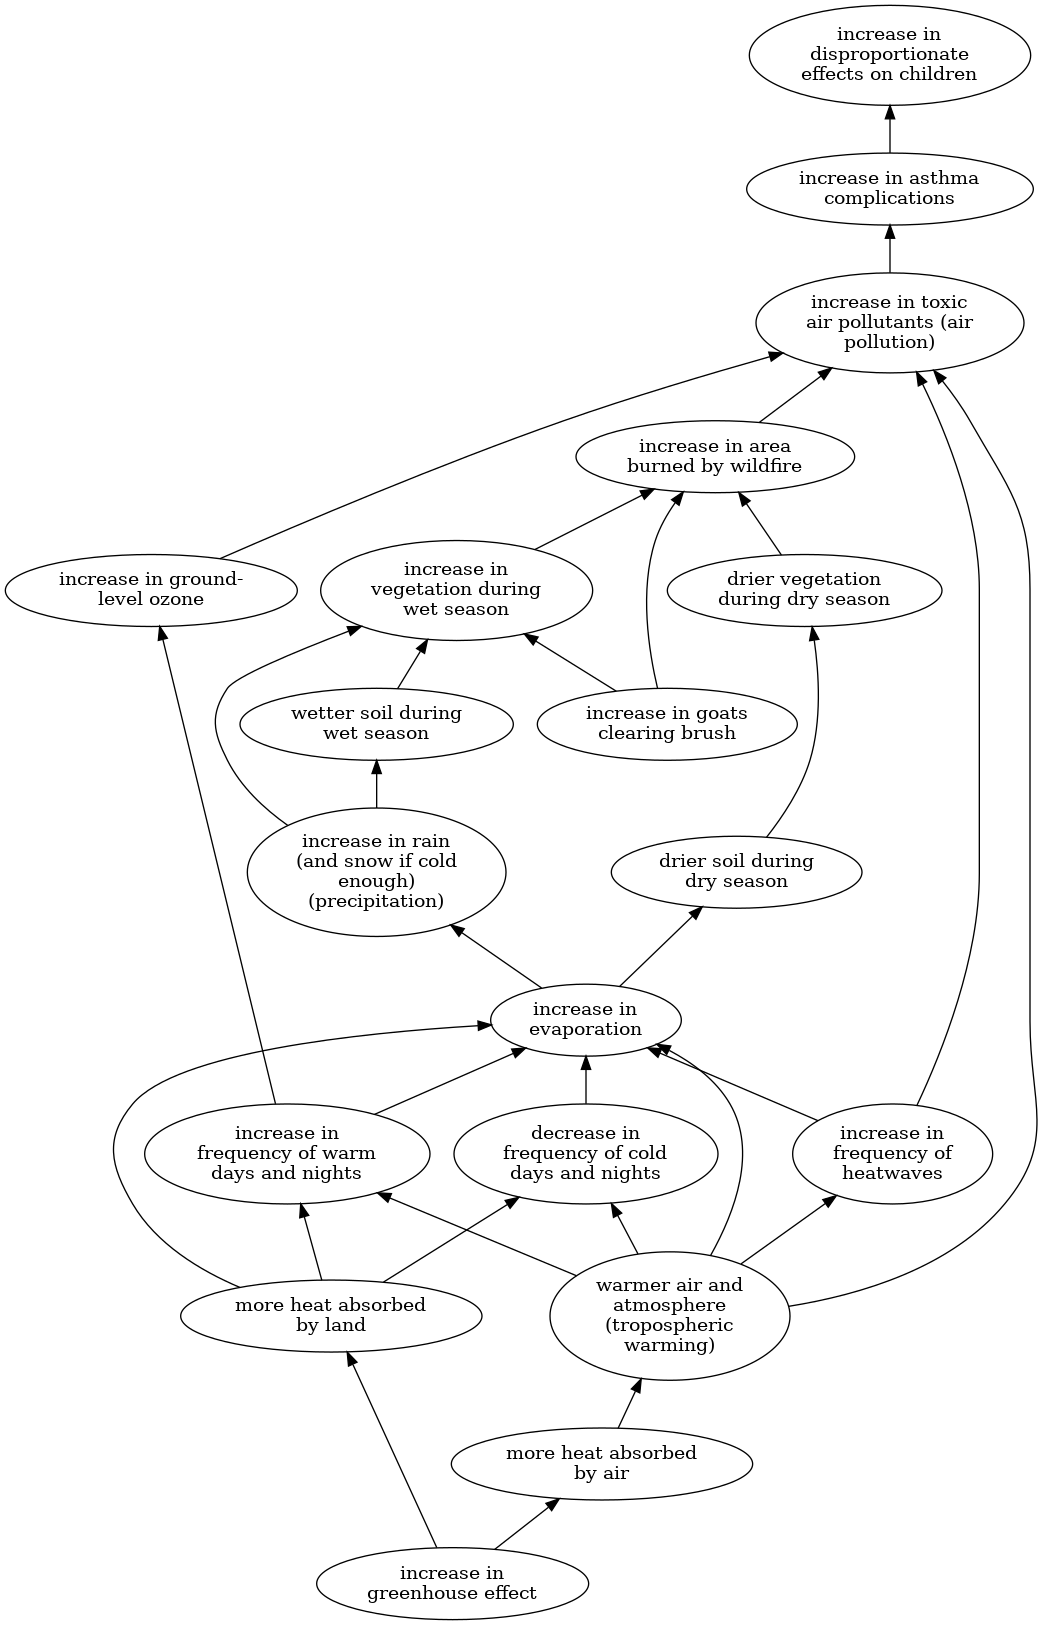 increase in
disproportionate
effects on children
increase in asthma
complications
increase in toxic
air pollutants (air
pollution)
increase in area
burned by wildfire
increase in ground-
level ozone
increase in
vegetation during
wet season
drier vegetation
during dry season
wetter soil during
wet season
increase in goats
clearing brush
increase in rain
(and snow if cold
enough)
(precipitation)
drier soil during
dry season
increase in
evaporation
increase in
frequency of warm
days and nights
decrease in
frequency of cold
days and nights
increase in
frequency of
heatwaves
more heat absorbed
by land
warmer air and
atmosphere
(tropospheric
warming)
more heat absorbed
by air
increase in
greenhouse effect